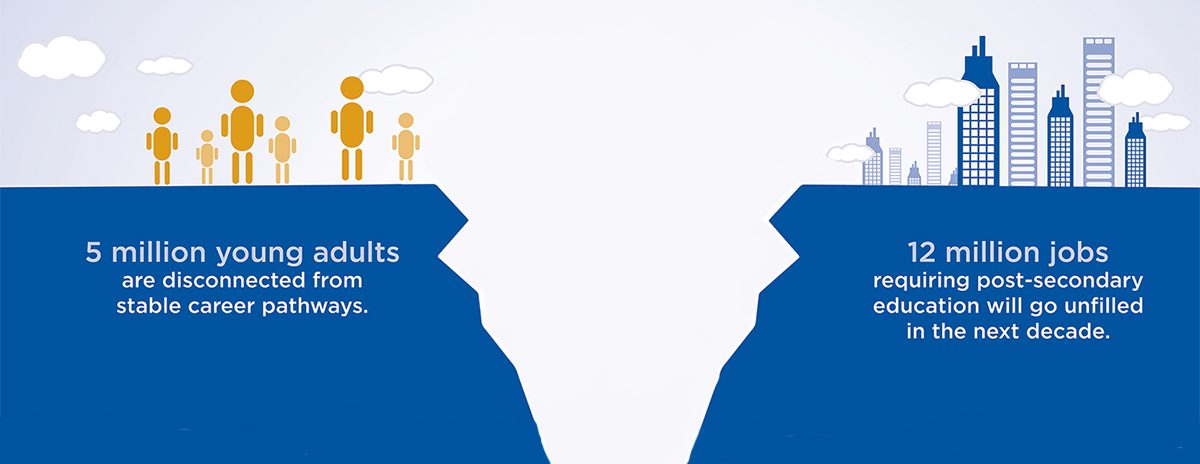 5 million young adults
are disconnected from
stable career pathways.
12 million jobs
requiring post-secondary
education will go unfilled
in the next decade.